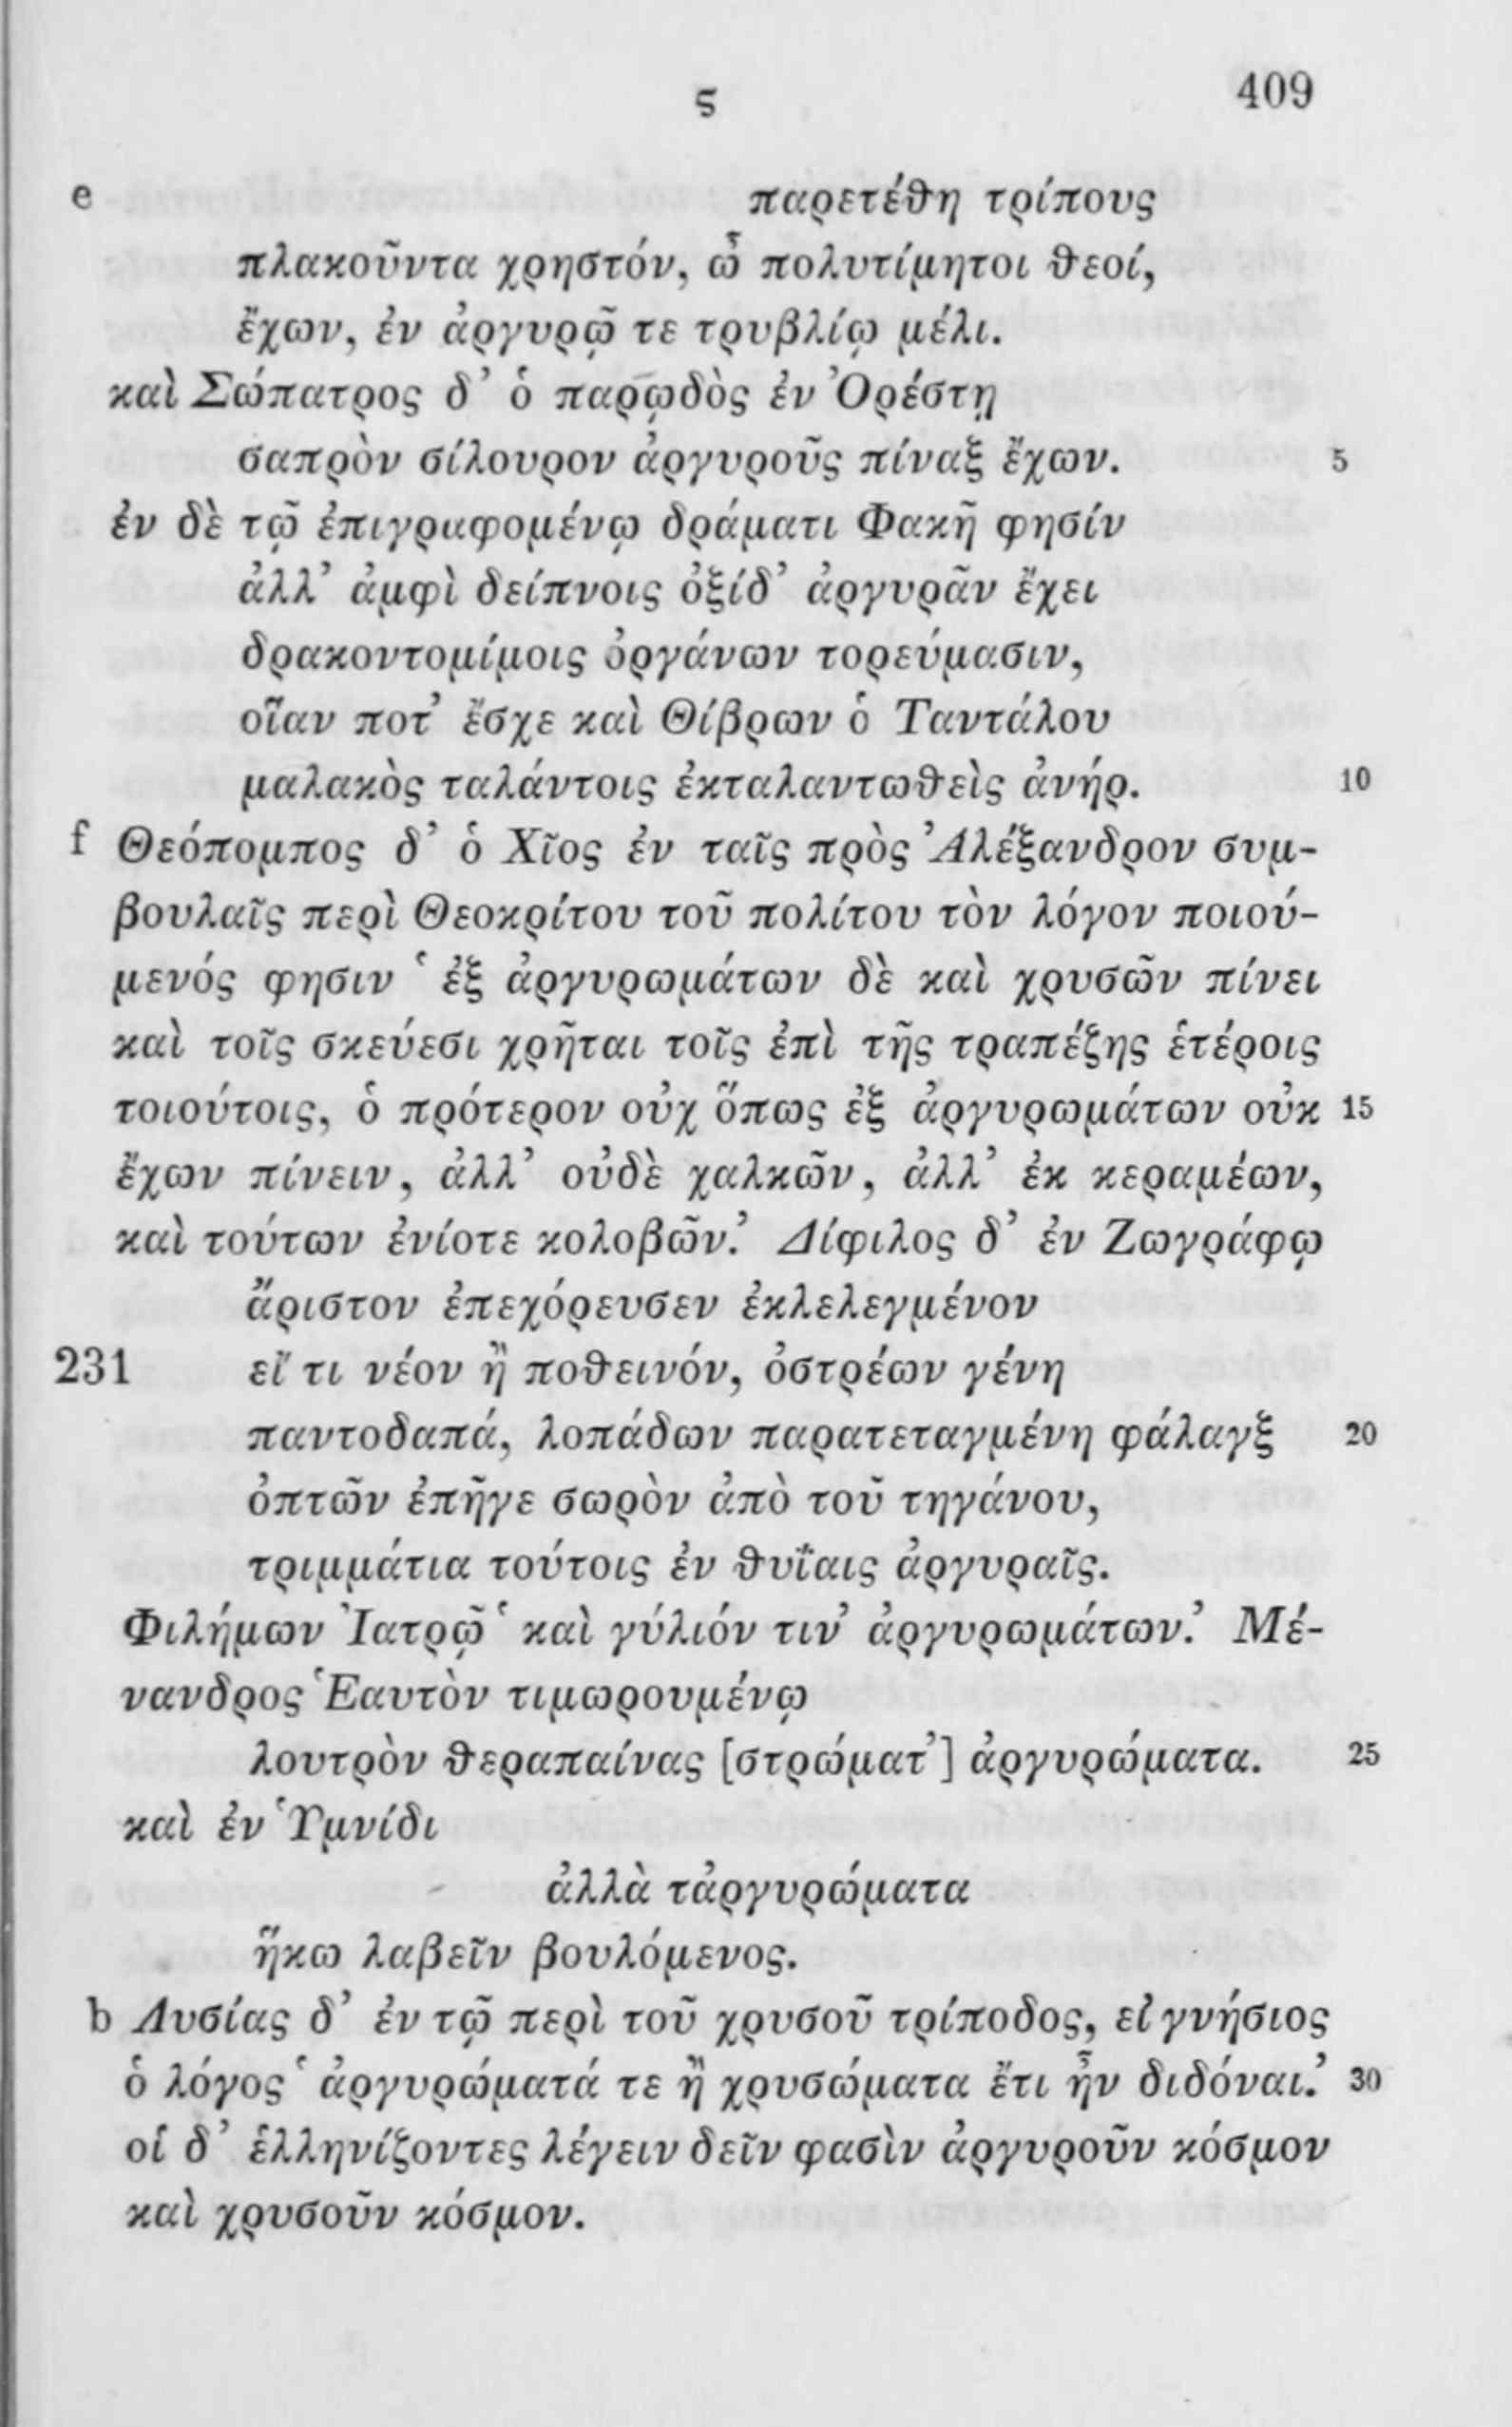 ς 409
e παρετέθη τρίπους
πλακοῦντα χρηστόν, ὦ πολυτίμητοι θεοί,
ἔχων, ἐν ἀργυρῷ τε τρυβλίῳ μέλι.
καὶ Σώπατρος δ’ ὁ παρῳδὸς ἐν Ὀρέστῃ
σαπρὸν σίλουρον ἀργυροῦς πίναξ ἔχων. 5
ἐν δὲ τῷ ἐπιγραφομένῳ δράματι Φακῇ φησίν
ἀλλ’ ἀμφὶ δείπνοις ὀξίδ’ ἀργυρᾶν ἔχει
δρακοντομίμοις ὀργάνων τορεύμασιν,
οἵαν ποτ’ ἔσχε καὶ Θίβρων ὁ Ταντάλου
μαλακὸς ταλάντοις ἐκταλαντωθεὶς ἀνήρ. 10
f Θεόπομπος δ’ ὁ Χῖος ἐν ταῖς πρὸς Ἀλέξανδρον συμ-
βουλαῖς περὶ Θεοκρίτου τοῦ πολίτου τὸν λόγον ποιού-
μενός φησιν ‘ἐξ ἀργυρωμάτων δὲ καὶ χρυσῶν πίνει
καὶ τοῖς σκεύεσι χρῆται τοῖς ἐπὶ τῆς τραπέζης ἑτέροις
τοιούτοις, ὁ πρότερον οὐχ ὅπως ἐξ ἀργυρωμάτων οὐκ 15
ἔχων πίνειν, ἀλλ’ οὐδὲ χαλκῶν, ἀλλ’ ἐκ κεραμέων,
καὶ τούτων ἐνίοτε κολοβῶν.’ Δίφιλος δ’ ἐν Ζωγράφῳ
ἄριστον ἐπεχόρευσεν ἐκλελεγμένον
231 εἴ τι νέον ἢ ποθεινόν, ὀστρέων γένη
παντοδαπά, λοπάδων παρατεταγμένη φάλαγξ 20
ὀπτῶν ἐπῆγε σωρὸν ἀπὸ τοῦ τηγάνου,
τριμμάτια τούτοις ἐν θυΐαις ἀργυραῖς.
Φιλήμων Ἰατρῷ ‘καὶ γύλιόν τιν’ ἀργυρωμάτων.’ Μέ-
νανδρος Ἑαυτὸν τιμωρουμένῳ
λουτρὸν θεραπαίνας [στρώματ’] ἀργυρώματα. 25
καὶ ἐν Ὑμνίδι
ἀλλὰ τἀργυρώματα
ἥκω λαβεῖν βουλόμενος.
b Λυσίας δ’ ἐν τῷ περὶ τοῦ χρυσοῦ τρίποδος, εἰ γνήσιος
ὁ λόγος ‘ἀργυρώματά τε ἢ χρυσώματα ἔτι ἦν διδόναι.’ 30
οἱ δ’ ἑλληνίζοντες λέγειν δεῖν φασὶν ἀργυροῦν κόσμον
καὶ χρυσοῦν κόσμον.